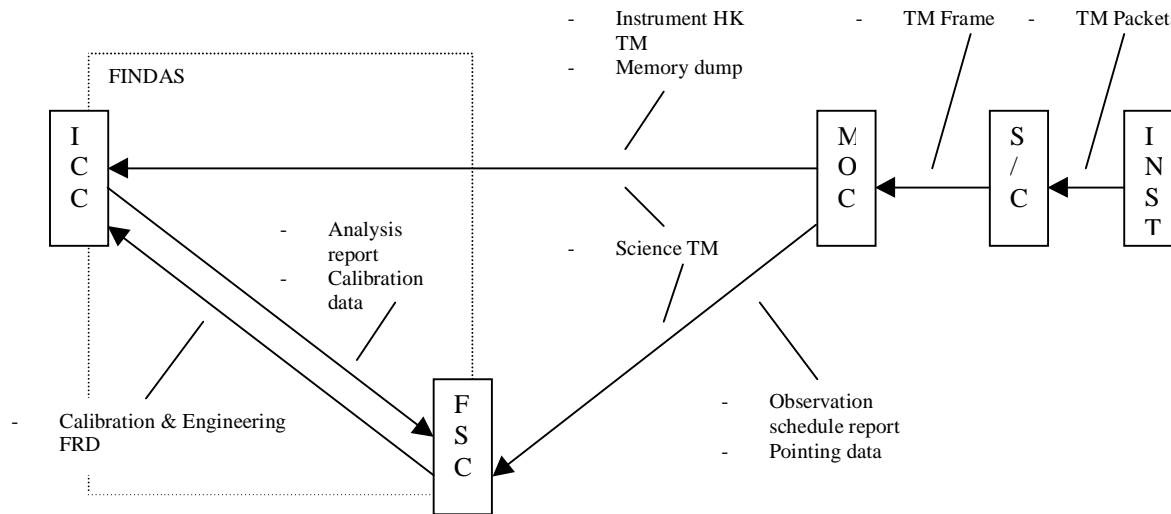 - Instrument HK
TM
- Memory dump
- TM Frame
- TM Packets
FINDAS
I
C
C
M
O
C
S
/
C
I
N
S
T
- Analysis
report
- Calibration
data
- Science TM
F
S
C
- Calibration & Engineering
FRD
- Observation
schedule report
- Pointing data